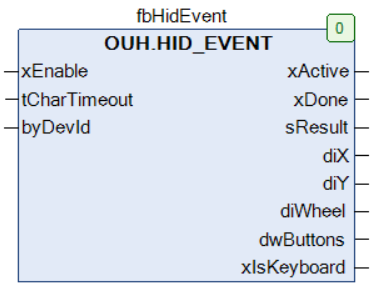 fbHidEvent
0
OUH.HID_EVENT
xEnable xActive
tCharTimeout xDone
byDevId sResult
diX
diY
diWheel
dwButtons
xIsKeyboard